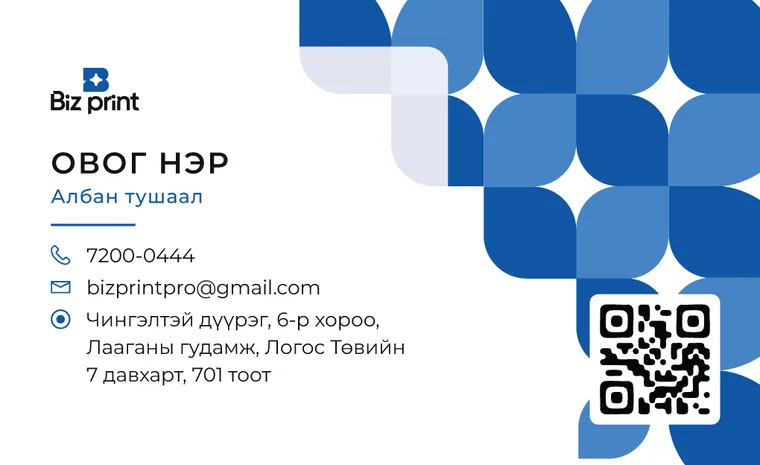 Biz print
ОВОГ НЭР
Албан тушаал
7200-0444
bizprintpro@gmail.com
Чингэлтэй дүүрэг, 6-р хороо,
Лааганы гудамж, Логос Төвийн
7 давхарт, 701 тоот